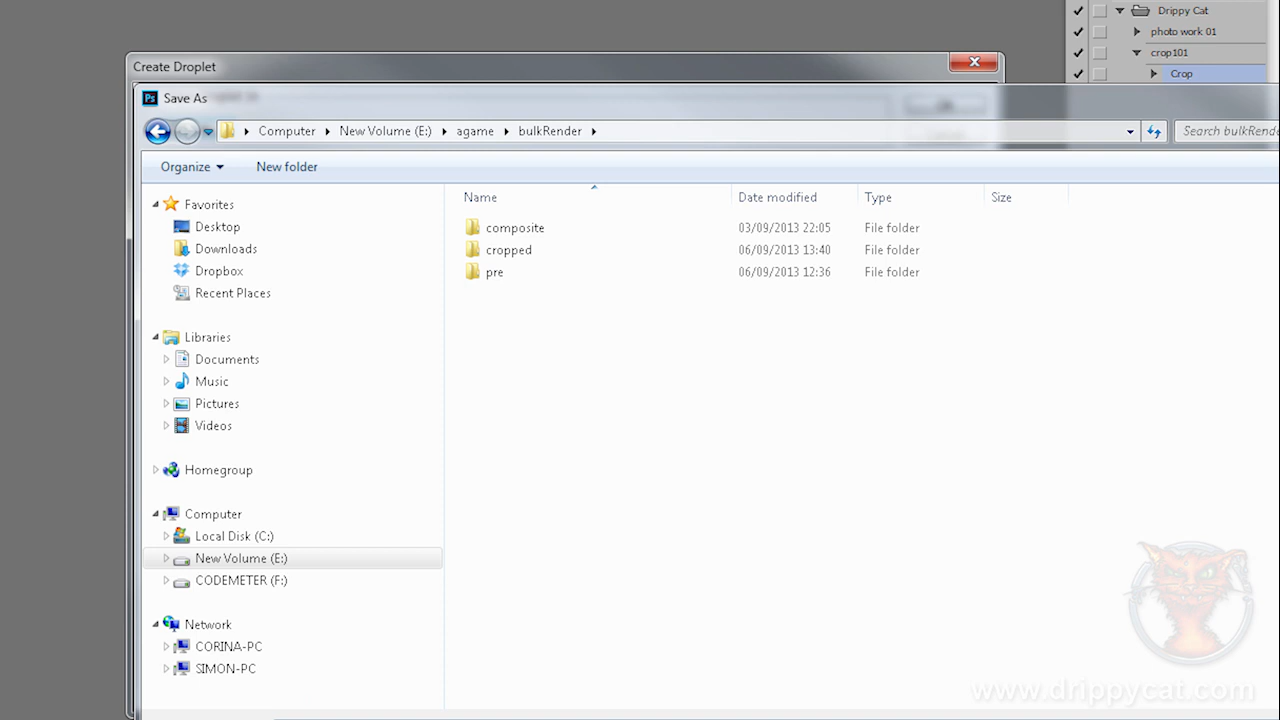 Drippy Cat
photo work 01
crop101
Crop
Create Droplet
Save As
Computer
New Volume (E:)
agame
bulkRender
Search bulkRende
Organize
New folder
Name
Date modified
Type
Size
composite
03/09/2013 22:05
File folder
cropped
06/09/2013 13:40
File folder
pre
06/09/2013 12:36
File folder
Favorites
Desktop
Downloads
Dropbox
Recent Places
Libraries
Documents
Music
Pictures
Videos
Homegroup
Computer
Local Disk (C:)
New Volume (E:)
CODEMETER (F:)
Network
CORINA-PC
SIMON-PC
Ps
www.drippycat.com